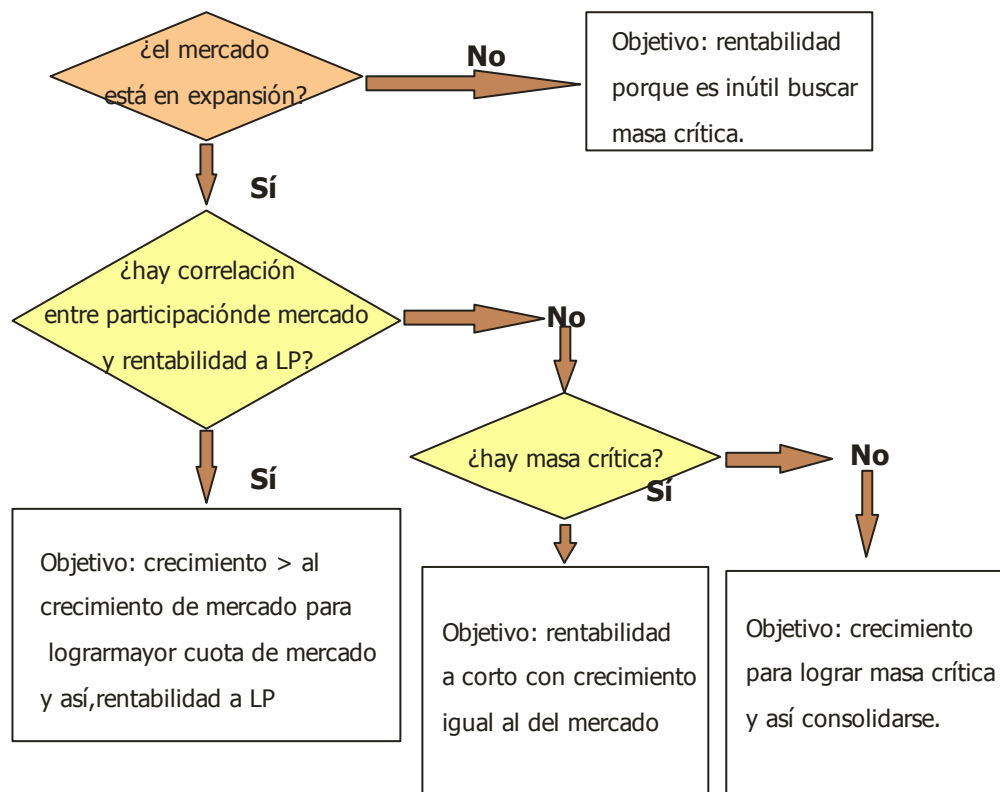 ¿el mercado
está en expansión?
No
Objetivo: rentabilidad
porque es inútil buscar
masa crítica.
Sí
¿hay correlación
entre participaciónde mercado
y rentabilidad a LP?
No
¿hay masa crítica?
No
Sí
Sí
Objetivo: crecimiento > al
crecimiento de mercado para
lograrmayor cuota de mercado
y así,rentabilidad a LP
Objetivo: rentabilidad
a corto con crecimiento
igual al del mercado
Objetivo: crecimiento
para lograr masa crítica
y así consolidarse.